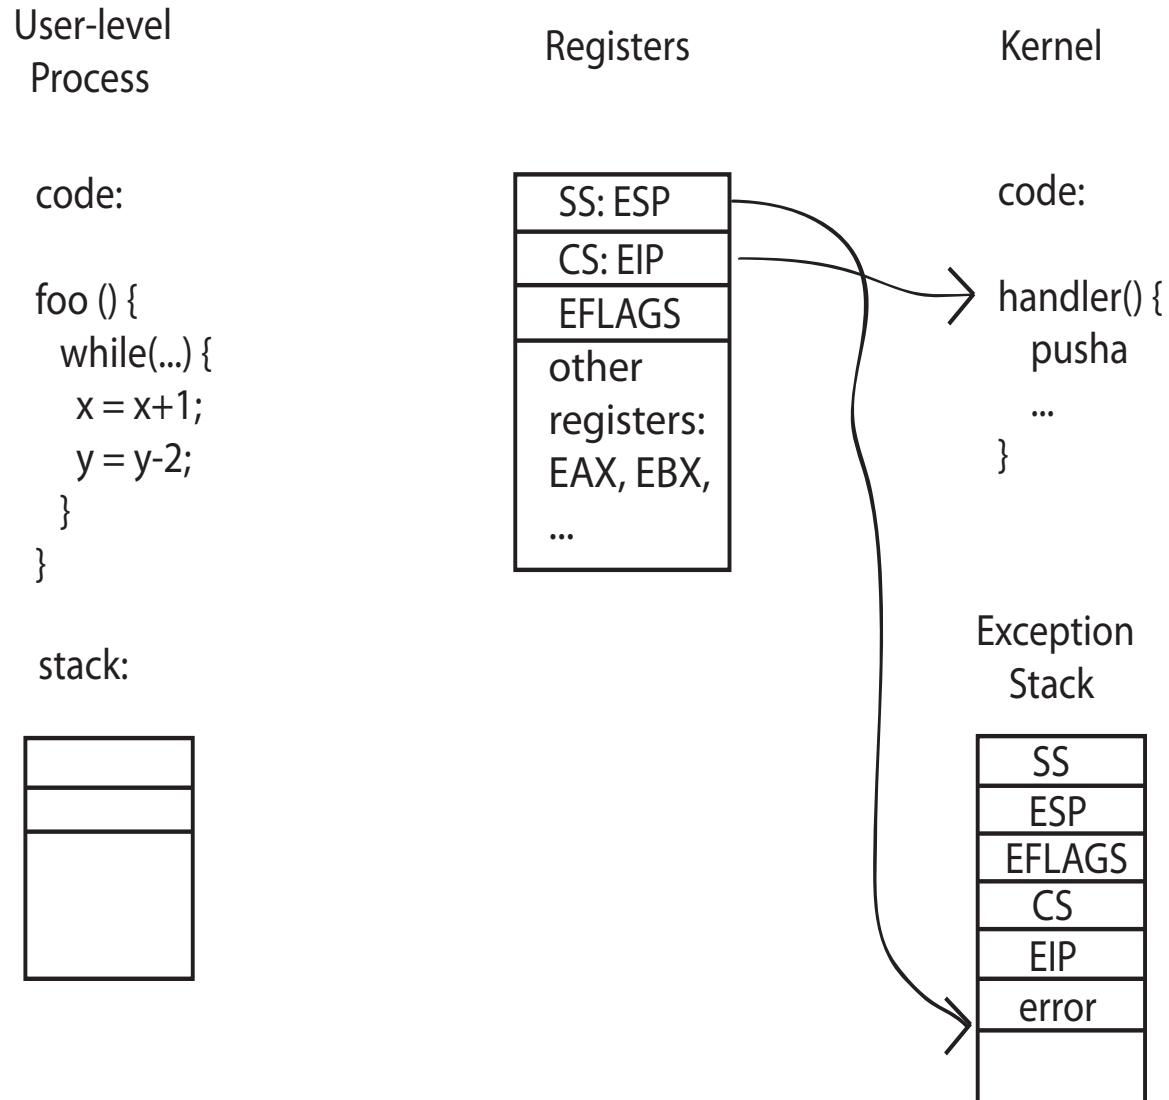 User-level
Process
code:
foo () {
while(...) {
x = x+1;
y = y-2;
}
}
stack:
Registers
SS: ESP
CS: EIP
EFLAGS
other
registers:
EAX, EBX,
...
Kernel
code:
handler() {
pusha
...
}
Exception
Stack
SS
ESP
EFLAGS
CS
EIP
error